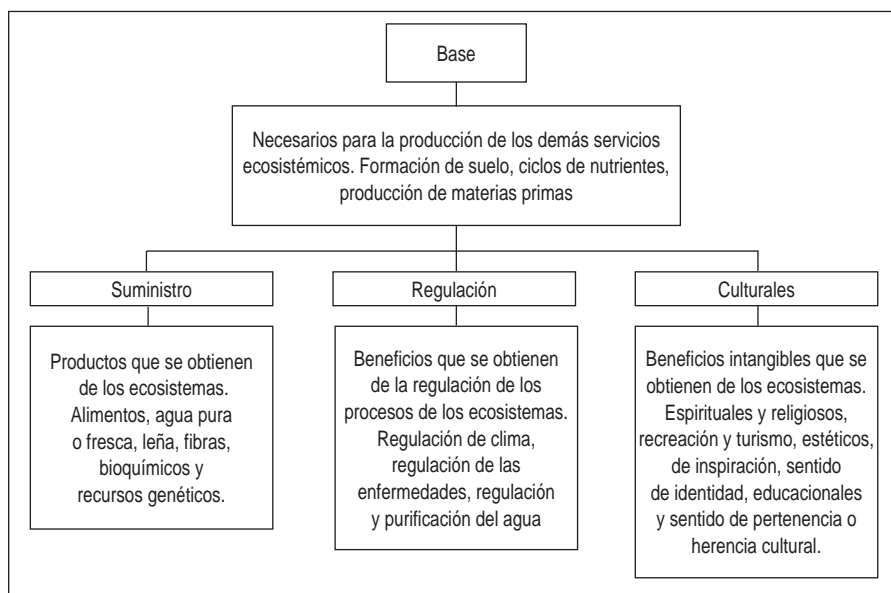 Base
Necesarios para la producción de los demás servicios
ecosistémicos. Formación de suelo, ciclos de nutrientes,
producción de materias primas
Suministro
Productos que se obtienen
de los ecosistemas.
Alimentos, agua pura
o fresca, leña, fibras,
bioquímicos y
recursos genéticos.
Regulación
Beneficios que se obtienen
de la regulación de los
procesos de los ecosistemas.
Regulación de clima,
regulación de las
enfermedades, regulación
y purificación del agua
Culturales
Beneficios intangibles que se
obtienen de los ecosistemas.
Espirituales y religiosos,
recreación y turismo, estéticos,
de inspiración, sentido
de identidad, educacionales
y sentido de pertenencia o
herencia cultural.